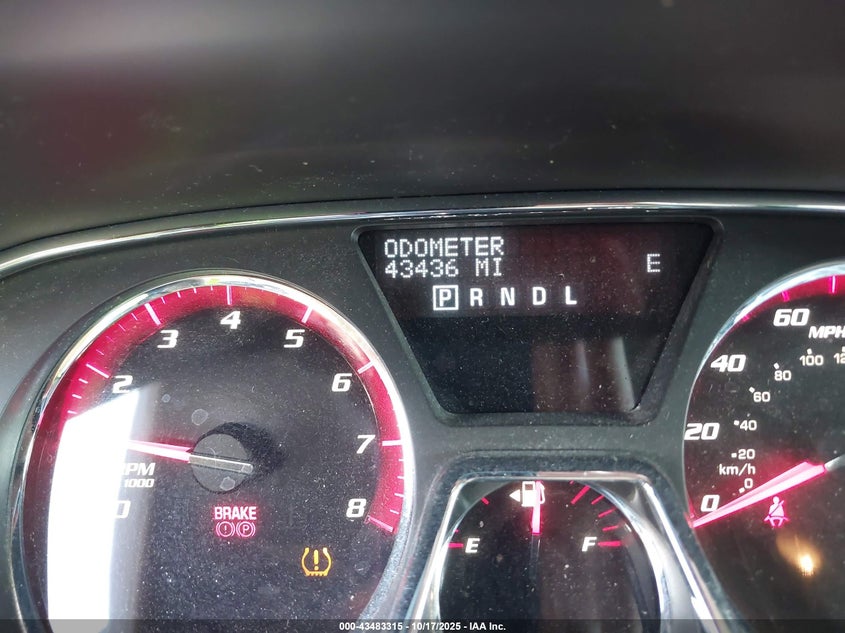 ODOMETER
43436 MI E
P R N D L
2 3 4 5 6 7 8
RPM
1000
BRAKE
P
E F
0 20 40 60
MPH
0 20 40 60 80 100
km/h
000-43483315 - 10/17/2025 - IAA Inc.